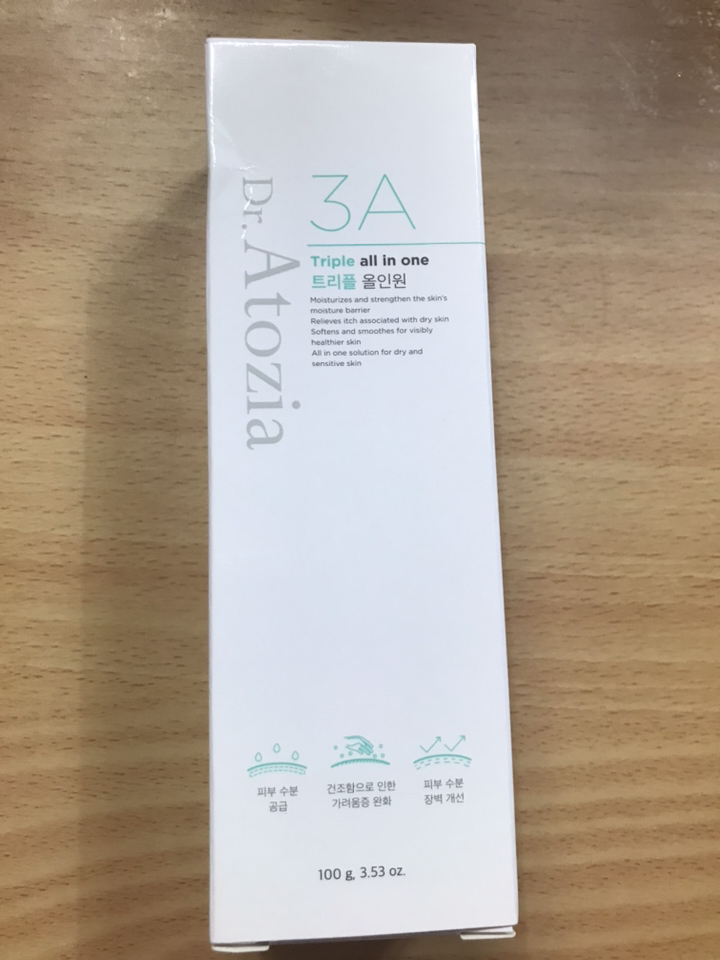 Dr. Atozia
3A
Triple all in one
트리플 올인원
Moisturizes and strengthen the skin's
moisture barrier
Relieves itch associated with dry skin
Softens and smoothes for visibly
healthier skin
All in one solution for dry and
sensitive skin
피부 수분
공급
건조함으로 인한
가려움증 완화
피부 수분
장벽 개선
100 g, 3.53 oz.